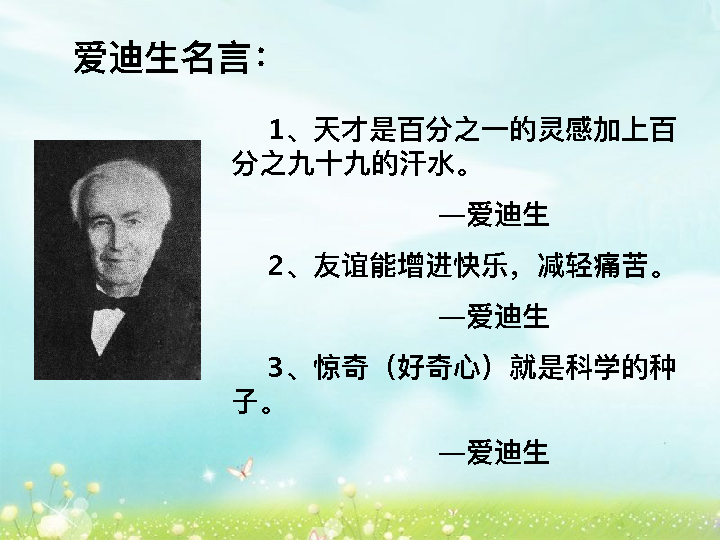 爱迪生名言：
1、天才是百分之一的灵感加上百
分之九十九的汗水。
—爱迪生
2、友谊能增进快乐，减轻痛苦。
—爱迪生
3、惊奇（好奇心）就是科学的种
子。
—爱迪生